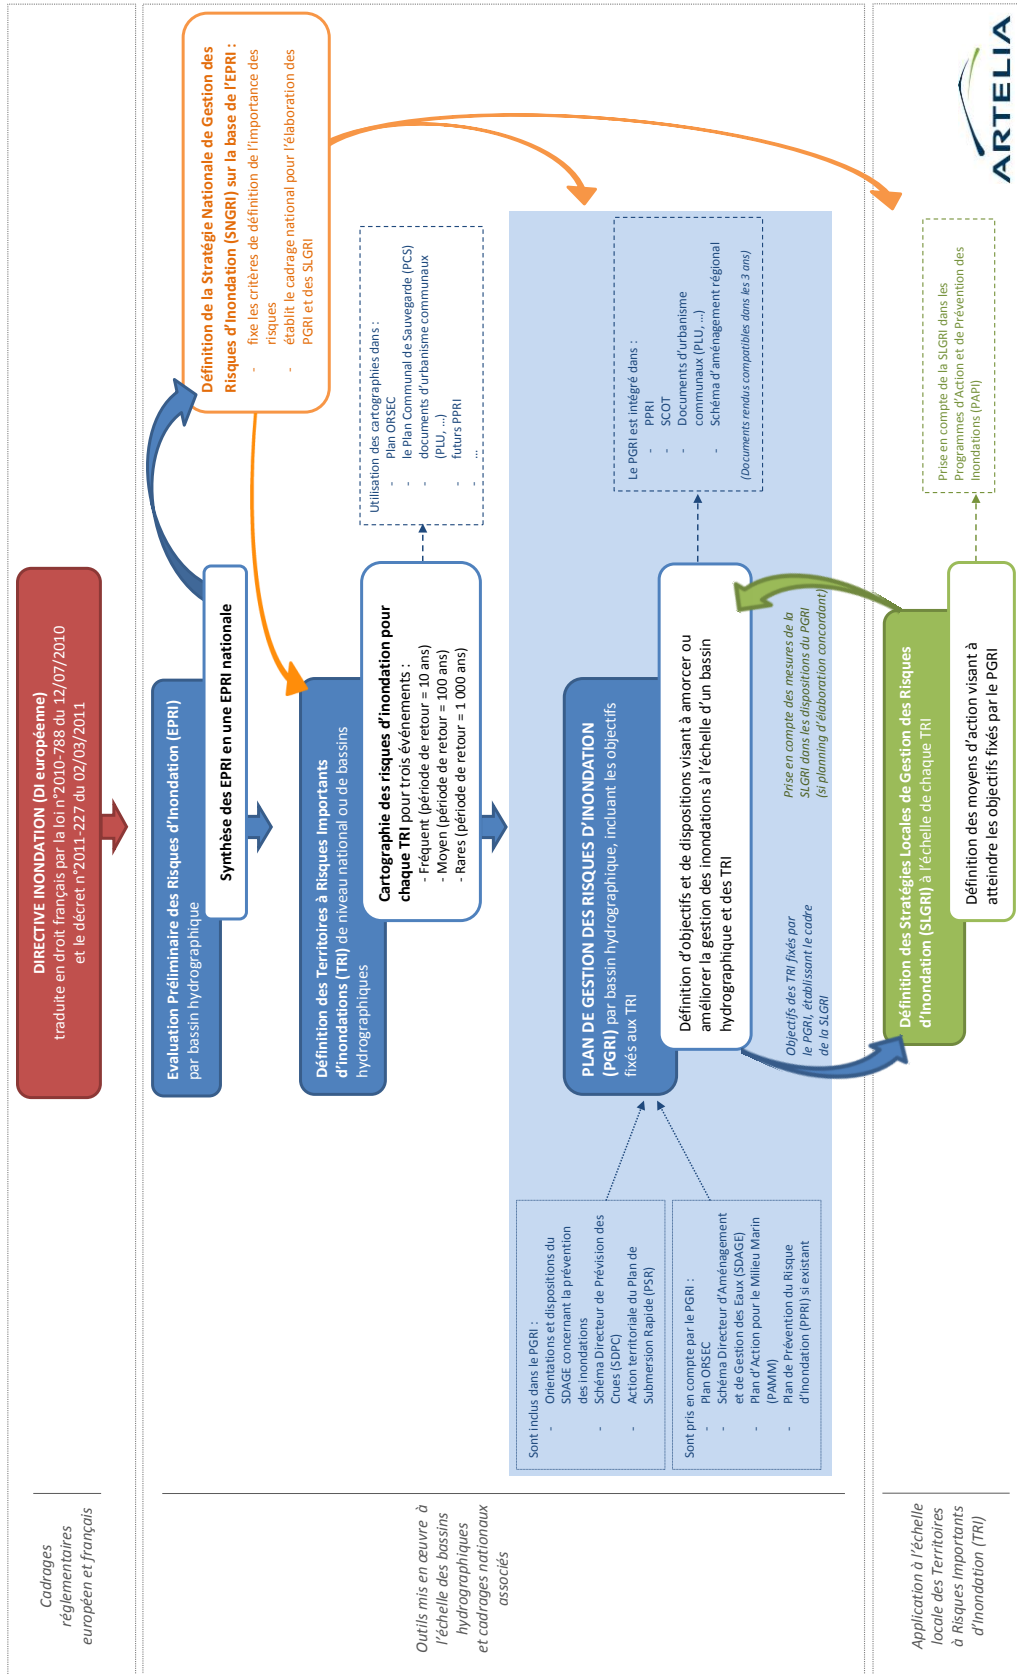 Cadrages
réglementaires
européen et français
DIRECTIVE INONDATION (DI européenne)
traduite en droit français par la loi n°2010-788 du 12/07/2010
et le décret n°2011-227 du 02/03/2011
Outils mis en œuvre à
l'échelle des bassins
hydrographiques
et cadrages nationaux
associés
Evaluation Préliminaire des Risques d'Inondation (EPRI)
par bassin hydrographique
Synthèse des EPRI en une EPRI nationale
Définition de la Stratégie Nationale de Gestion des
Risques d'Inondation (SNGRI) sur la base de l'EPRI :
- fixe les critères de définition de l'importance des
risques
- établit le cadrage national pour l'élaboration des
PGRI et des SLGRI
Définition des Territoires à Risques Importants
d'inondations (TRI) de niveau national ou de bassins
hydrographiques
Cartographie des risques d'inondation pour
chaque TRI pour trois événements :
- Fréquent (période de retour = 10 ans)
- Moyen (période de retour = 100 ans)
- Rares (période de retour = 1 000 ans)
Utilisation des cartographies dans :
- Plan ORSEC
- le Plan Communal de Sauvegarde (PCS)
- documents d'urbanisme communaux
(PLU, …)
- futurs PPRI
- …
Sont inclus dans le PGRI :
- Orientations et dispositions du
SDAGE concernant la prévention
des inondations
- Schéma Directeur de Prévision des
Crues (SDPC)
- Action territoriale du Plan de
Submersion Rapide (PSR)
Sont pris en compte par le PGRI :
- Plan ORSEC
- Schéma Directeur d'Aménagement
et de Gestion des Eaux (SDAGE)
- Plan d'Action pour le Milieu Marin
(PAMM)
- Plan de Prévention du Risque
d'Inondation (PPRI) si existant
PLAN DE GESTION DES RISQUES D'INONDATION
(PGRI) par bassin hydrographique, incluant les objectifs
fixés aux TRI
Définition d'objectifs et de dispositions visant à amorcer ou
améliorer la gestion des inondations à l'échelle d'un bassin
hydrographique et des TRI
Le PGRI est intégré dans :
- PPRI
- SCOT
- Documents d'urbanisme
communaux (PLU, …)
- Schéma d'aménagement régional
(Documents rendus compatibles dans les 3 ans)
Objectifs des TRI fixés par
le PGRI, établissant le cadre
de la SLGRI
Prise en compte des mesures de la
SLGRI dans les dispositions du PGRI
(si planning d'élaboration concordant)
Application à l'échelle
locale des Territoires
à Risques Importants
d'Inondation (TRI)
Définition des Stratégies Locales de Gestion des Risques
d'Inondation (SLGRI) à l'échelle de chaque TRI
Définition des moyens d'action visant à
atteindre les objectifs fixés par le PGRI
Prise en compte de la SLGRI dans les
Programmes d'Action et de Prévention des
Inondations (PAPI)
ARTELIA